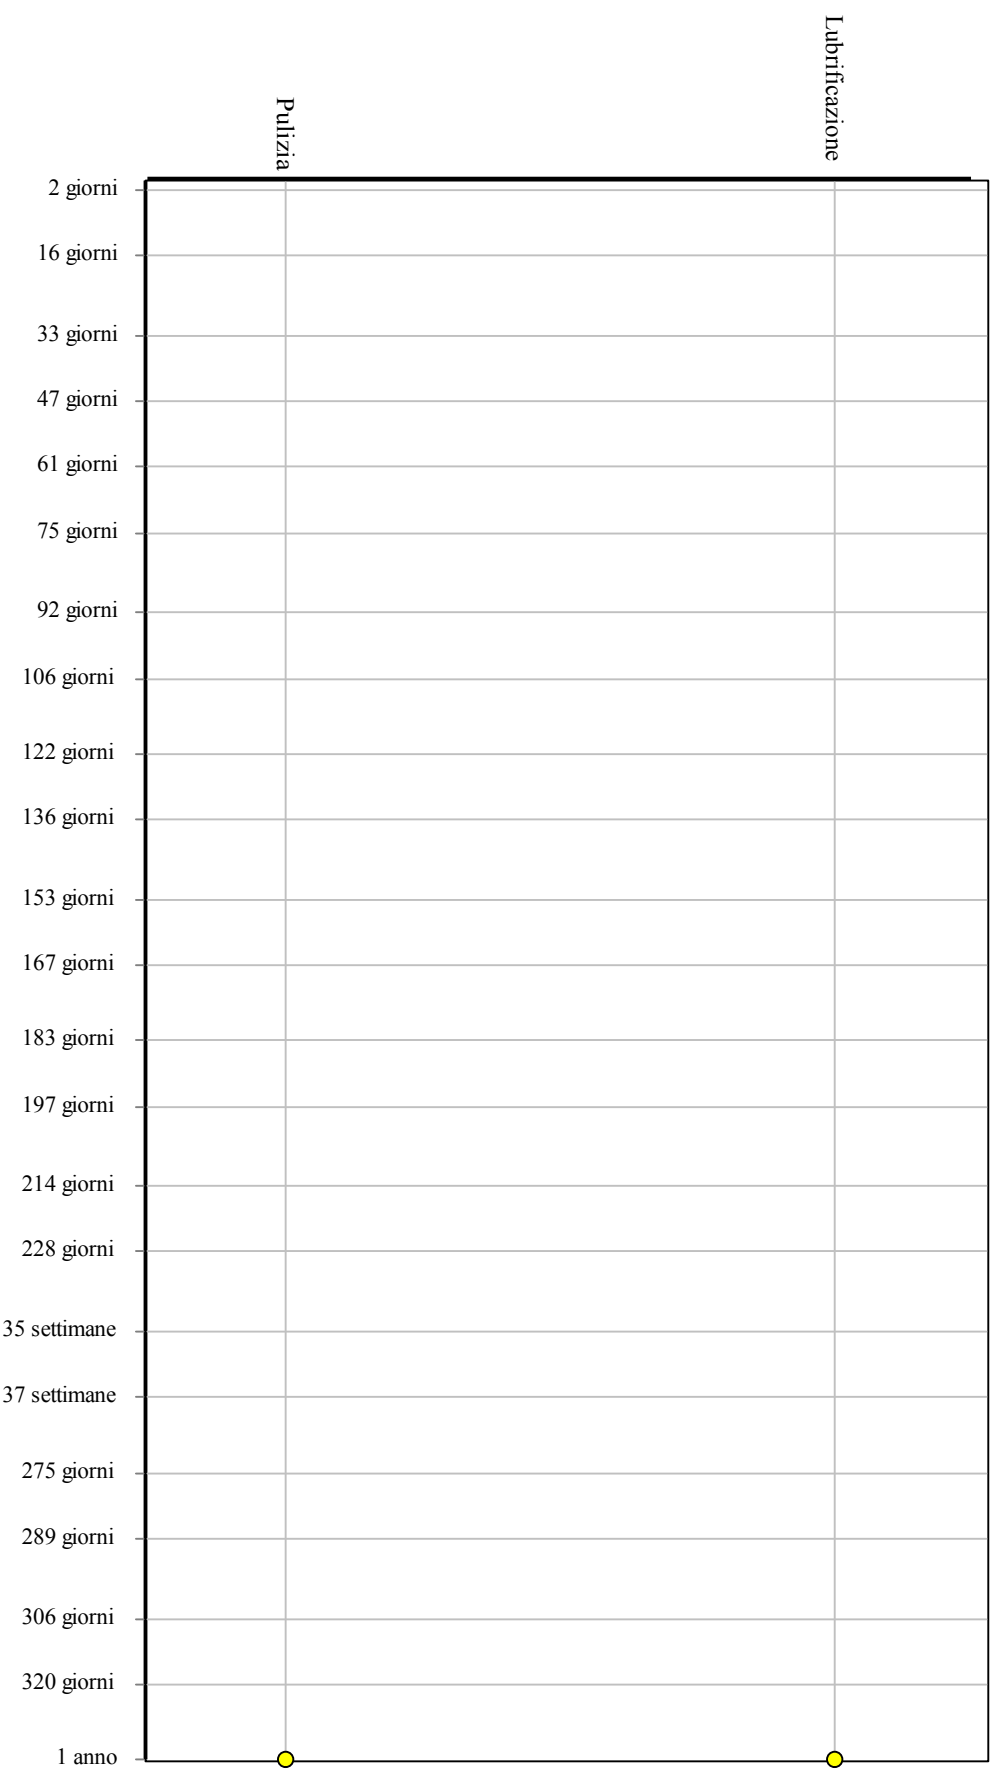 Lubrificazione
Pulizia
2 giorni
16 giorni
33 giorni
47 giorni
61 giorni
75 giorni
92 giorni
106 giorni
122 giorni
136 giorni
153 giorni
167 giorni
183 giorni
197 giorni
214 giorni
228 giorni
35 settimane
37 settimane
275 giorni
289 giorni
306 giorni
320 giorni
1 anno